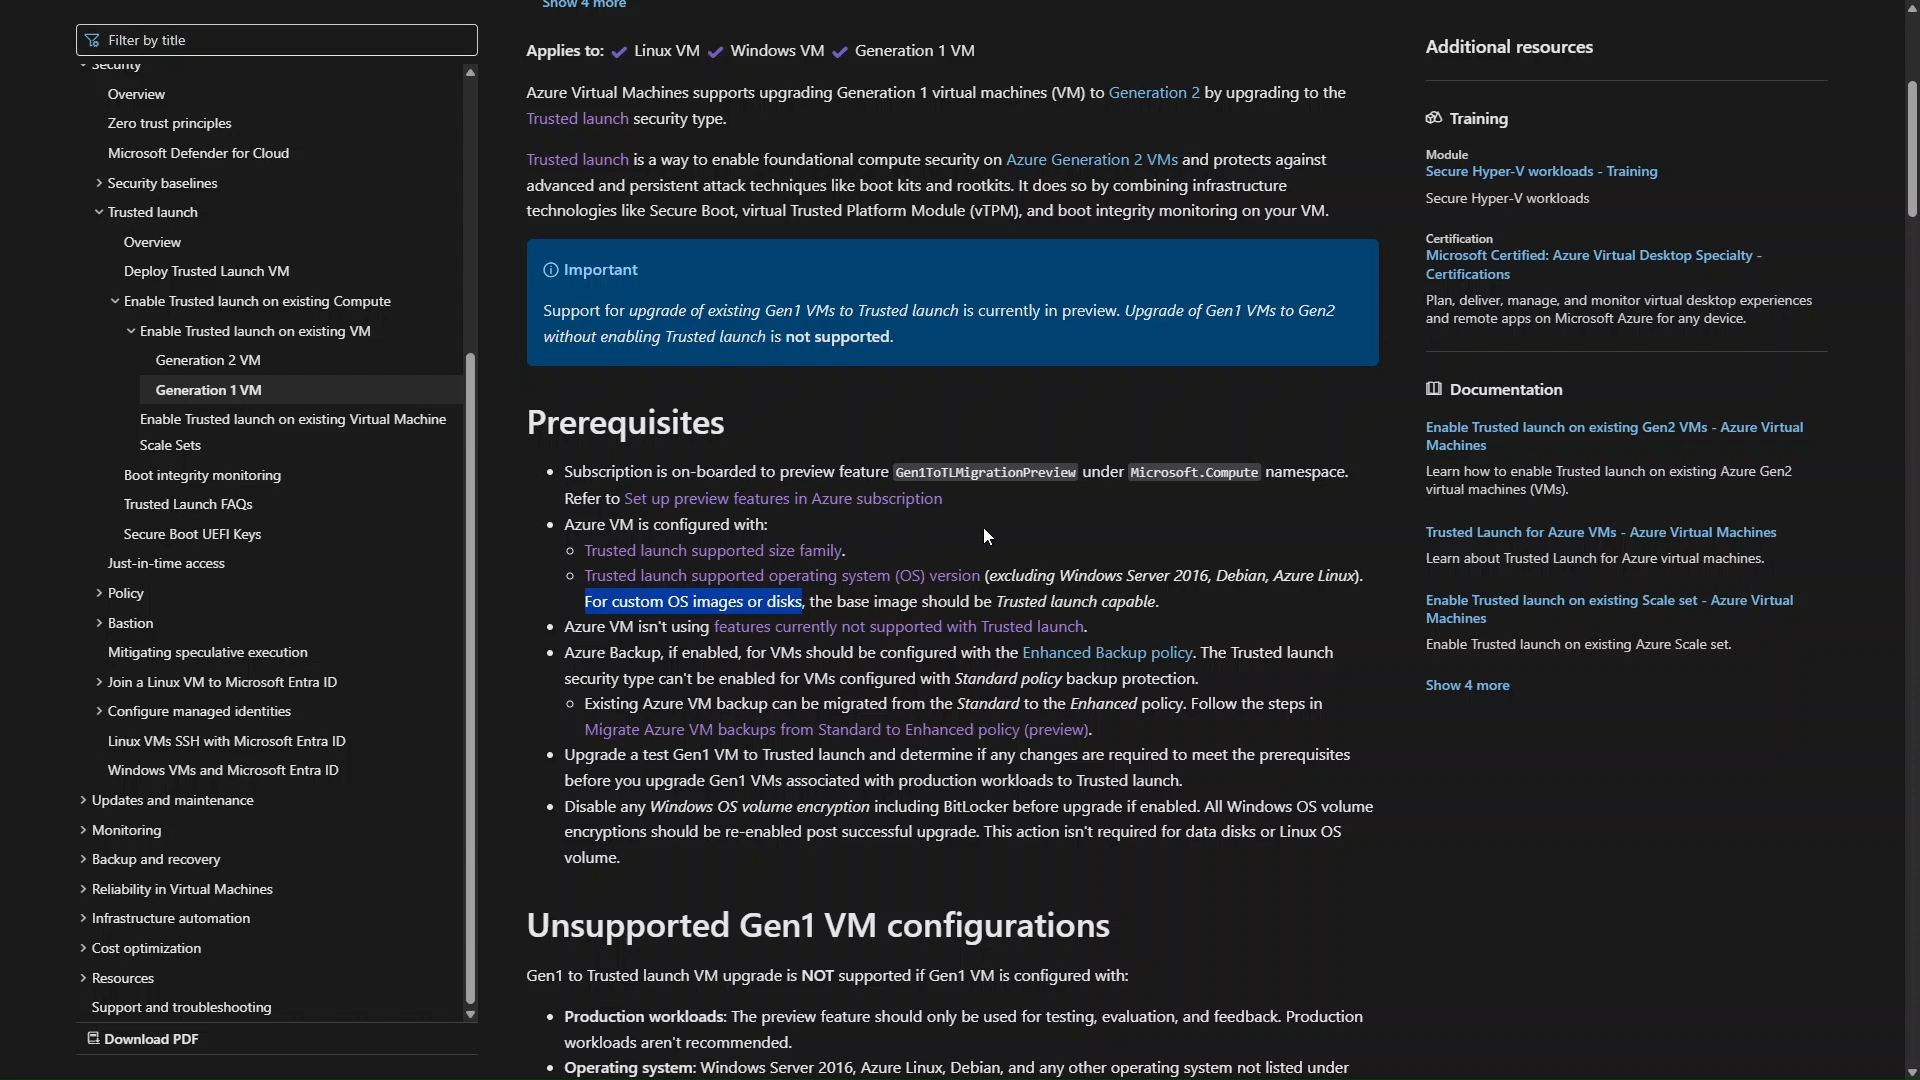 Show 4 more
Filter by title
Security
Overview
Zero trust principles
Microsoft Defender for Cloud
Security baselines
Trusted launch
Overview
Deploy Trusted Launch VM
Enable Trusted launch on existing Compute
Enable Trusted launch on existing VM
Generation 2 VM
Generation 1 VM
Enable Trusted launch on existing Virtual Machine
Scale Sets
Boot integrity monitoring
Trusted Launch FAQs
Secure Boot UEFI Keys
Just-in-time access
Policy
Bastion
Mitigating speculative execution
Join a Linux VM to Microsoft Entra ID
Configure managed identities
Linux VMs SSH with Microsoft Entra ID
Windows VMs and Microsoft Entra ID
Updates and maintenance
Monitoring
Backup and recovery
Reliability in Virtual Machines
Infrastructure automation
Cost optimization
Resources
Support and troubleshooting
Download PDF
Applies to: ✔ Linux VM ✔ Windows VM ✔ Generation 1 VM
Azure Virtual Machines supports upgrading Generation 1 virtual machines (VM) to Generation 2 by upgrading to the
Trusted launch security type.
Trusted launch is a way to enable foundational compute security on Azure Generation 2 VMs and protects against
advanced and persistent attack techniques like boot kits and rootkits. It does so by combining infrastructure
technologies like Secure Boot, virtual Trusted Platform Module (vTPM), and boot integrity monitoring on your VM.
Important
Support for upgrade of existing Gen1 VMs to Trusted launch is currently in preview. Upgrade of Gen1 VMs to Gen2
without enabling Trusted launch is not supported.
Prerequisites
• Subscription is on-boarded to preview feature Gen1ToTLMigrationPreview under Microsoft.Compute namespace.
Refer to Set up preview features in Azure subscription
• Azure VM is configured with:
○ Trusted launch supported size family.
○ Trusted launch supported operating system (OS) version (excluding Windows Server 2016, Debian, Azure Linux).
For custom OS images or disks, the base image should be Trusted launch capable.
• Azure VM isn't using features currently not supported with Trusted launch.
• Azure Backup, if enabled, for VMs should be configured with the Enhanced Backup policy. The Trusted launch
security type can't be enabled for VMs configured with Standard policy backup protection.
○ Existing Azure VM backup can be migrated from the Standard to the Enhanced policy. Follow the steps in
Migrate Azure VM backups from Standard to Enhanced policy (preview).
• Upgrade a test Gen1 VM to Trusted launch and determine if any changes are required to meet the prerequisites
before you upgrade Gen1 VMs associated with production workloads to Trusted launch.
• Disable any Windows OS volume encryption including BitLocker before upgrade if enabled. All Windows OS volume
encryptions should be re-enabled post successful upgrade. This action isn't required for data disks or Linux OS
volume.
Unsupported Gen1 VM configurations
Gen1 to Trusted launch VM upgrade is NOT supported if Gen1 VM is configured with:
• Production workloads: The preview feature should only be used for testing, evaluation, and feedback. Production
workloads aren't recommended.
• Operating system: Windows Server 2016, Azure Linux, Debian, and any other operating system not listed under
Additional resources
Training
Module
Secure Hyper-V workloads - Training
Secure Hyper-V workloads
Certification
Microsoft Certified: Azure Virtual Desktop Specialty -
Certifications
Plan, deliver, manage, and monitor virtual desktop experiences
and remote apps on Microsoft Azure for any device.
Documentation
Enable Trusted launch on existing Gen2 VMs - Azure Virtual
Machines
Learn how to enable Trusted launch on existing Azure Gen2
virtual machines (VMs).
Trusted Launch for Azure VMs - Azure Virtual Machines
Learn about Trusted Launch for Azure virtual machines.
Enable Trusted launch on existing Scale set - Azure Virtual
Machines
Enable Trusted launch on existing Azure Scale set.
Show 4 more